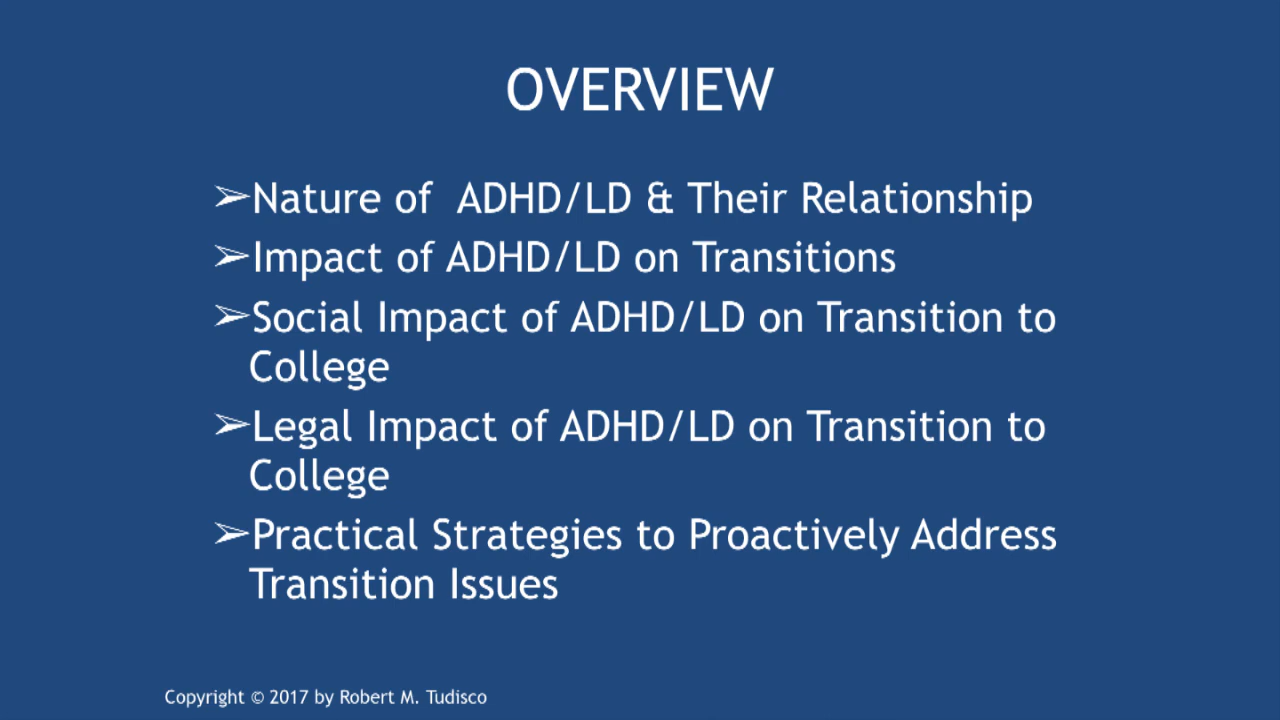 OVERVIEW
➢Nature of  ADHD/LD & Their Relationship
➢Impact of ADHD/LD on Transitions
➢Social Impact of ADHD/LD on Transition to
College
➢Legal Impact of ADHD/LD on Transition to
College
➢Practical Strategies to Proactively Address
Transition Issues
Copyright © 2017 by Robert M. Tudisco